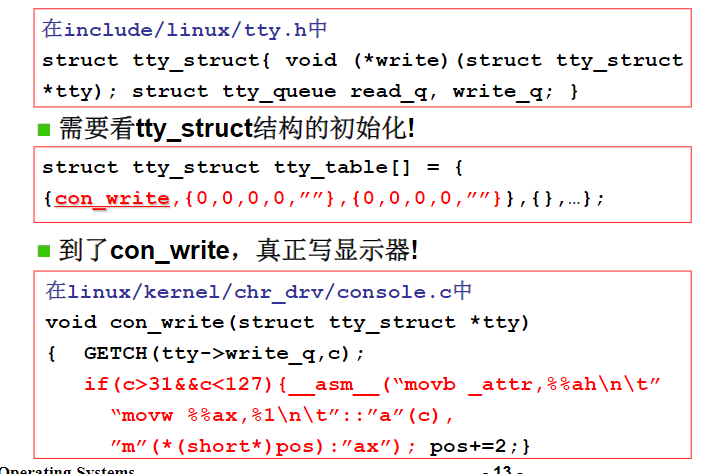 在include/linux/tty.h中
struct tty_struct{ void (*write)(struct tty_struct
*tty); struct tty_queue read_q, write_q; }
需要看tty_struct结构的初始化!
struct tty_struct tty_table[] = {
{con_write,{0,0,0,0,””},{0,0,0,0,””}},{},…};
到了con_write，真正写显示器!
在linux/kernel/chr_drv/console.c中
void con_write(struct tty_struct *tty)
{ GETCH(tty->write_q,c);
if(c>31&&c<127){__asm__(“movb _attr,%%ah\n\t”
“movw %%ax,%1\n\t”::”a”(c),
”m”(*(short*)pos):”ax”); pos+=2;}
Operating Systems - 13 -